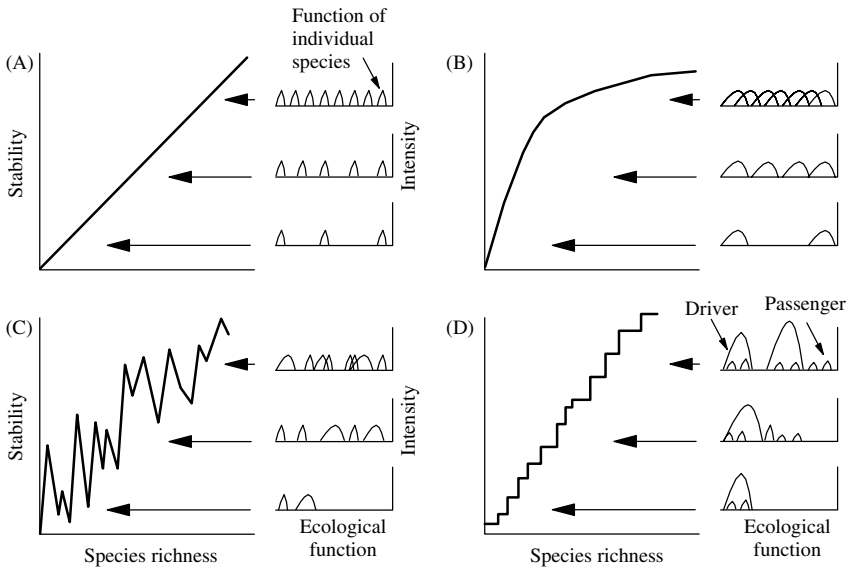 (A)
Function of
individual
species
Stability
Intensity
(B)
(C)
Stability
Intensity
Species richness
Ecological
function
(D)
Driver
Passenger
Species richness
Ecological
function